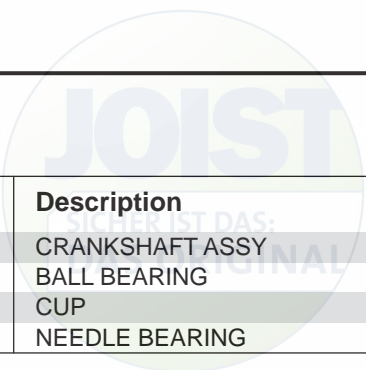 JOIST
Description
SICHER IST DAS:
CRANKSHAFT ASSY
DAS ORIGINAL
BALL BEARING
CUP
NEEDLE BEARING